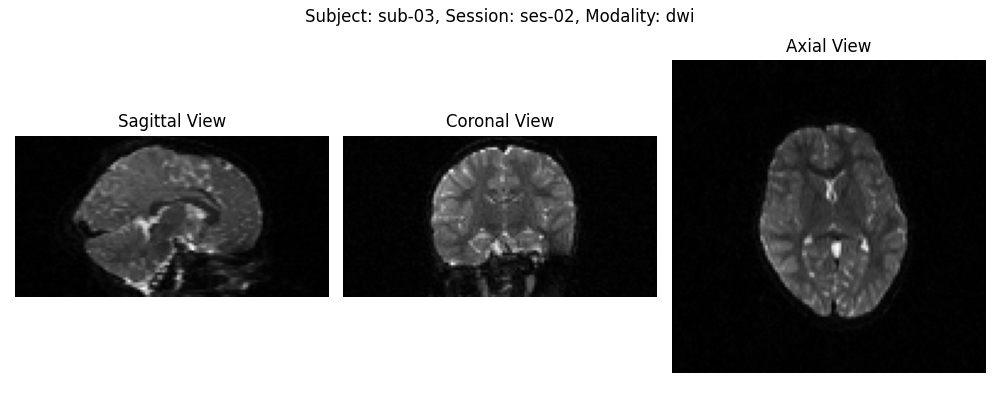 Subject: sub-03, Session: ses-02, Modality: dwi
Sagittal View
Coronal View
Axial View